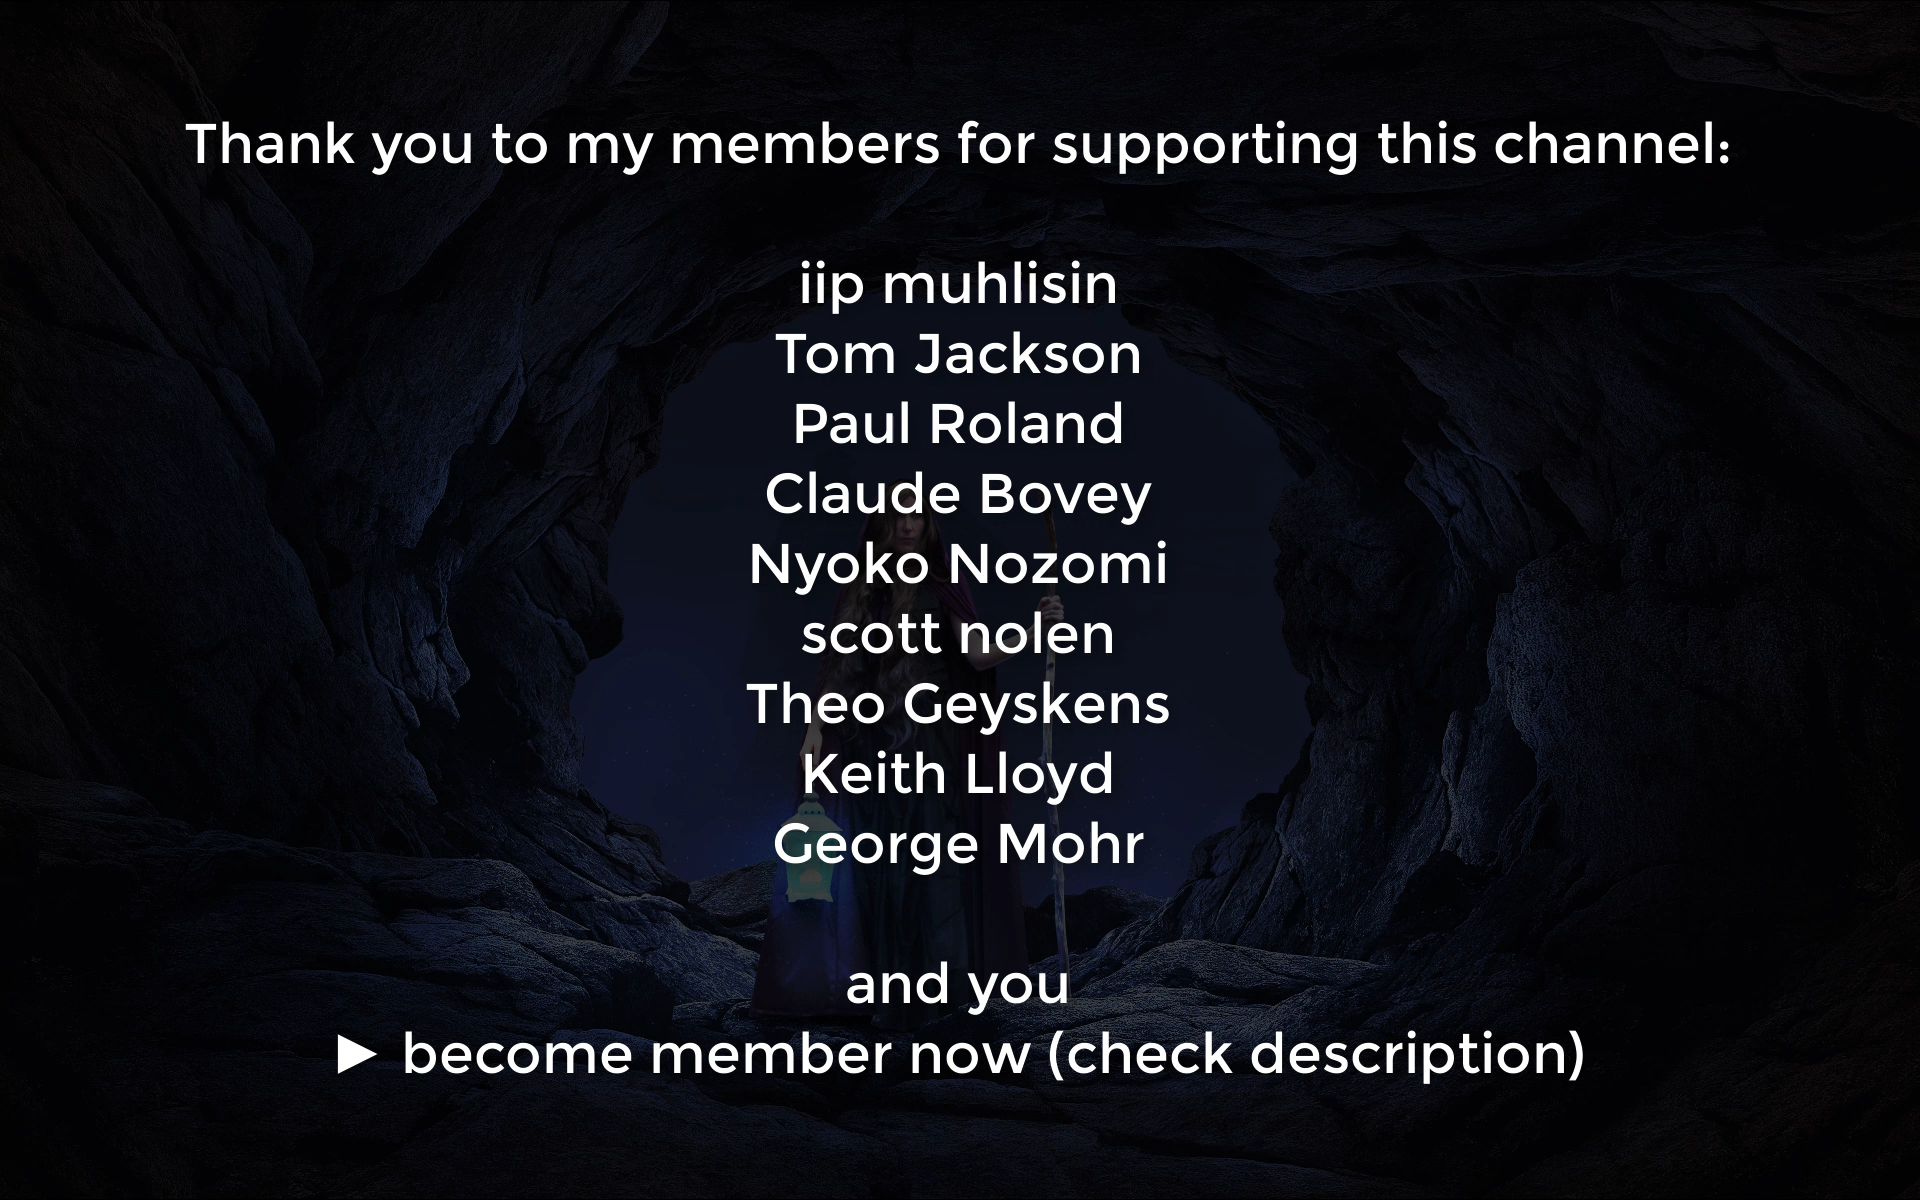 Thank you to my members for supporting this channel:
iip muhlisin
Tom Jackson
Paul Roland
Claude Bovey
Nyoko Nozomi
scott nolen
Theo Geyskens
Keith Lloyd
George Mohr
and you
► become member now (check description)